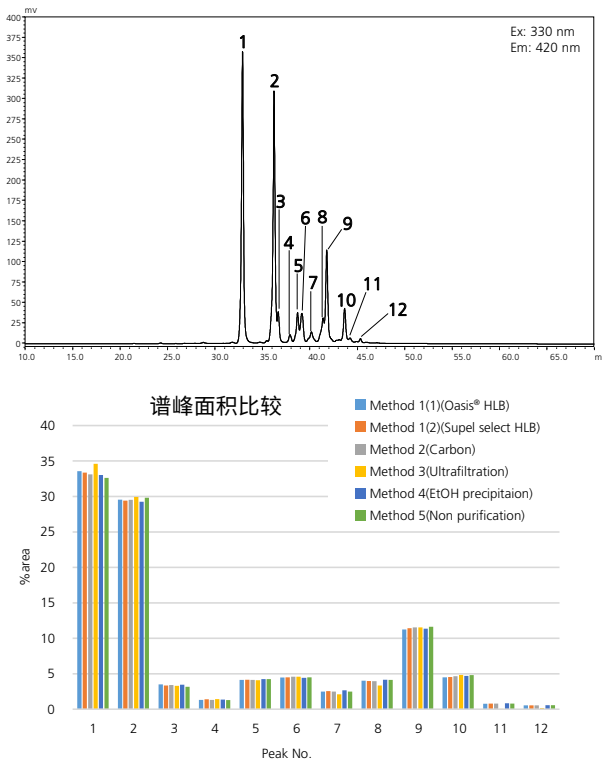 mv
Ex: 330 nm
Em: 420 nm
400
375
350
325
300
275
250
225
200
175
150
125
100
75
50
25
0
1
2
3
4
5
6
7
8
9
10
11
12
10.0 15.0 20.0 25.0 30.0 35.0 40.0 45.0 50.0 55.0 60.0 65.0 m
谱峰面积比较
Method 1(1)(Oasis® HLB)
Method 1(2)(Supel select HLB)
Method 2(Carbon)
Method 3(Ultrafiltration)
Method 4(EtOH precipitaion)
Method 5(Non purification)
%area
40
35
30
25
20
15
10
5
0
1 2 3 4 5 6 7 8 9 10 11 12
Peak No.